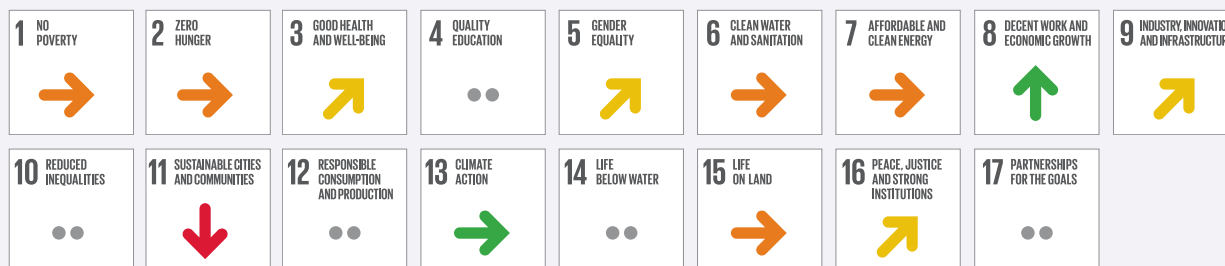 1 NO POVERTY
2 ZERO HUNGER
3 GOOD HEALTH AND WELL-BEING
4 QUALITY EDUCATION
5 GENDER EQUALITY
6 CLEAN WATER AND SANITATION
7 AFFORDABLE AND CLEAN ENERGY
8 DECENT WORK AND ECONOMIC GROWTH
9 INDUSTRY, INNOVATIO AND INFRASTRUCTUR
10 REDUCED INEQUALITIES
11 SUSTAINABLE CITIES AND COMMUNITIES
12 RESPONSIBLE CONSUMPTION AND PRODUCTION
13 CLIMATE ACTION
14 LIFE BELOW WATER
15 LIFE ON LAND
16 PEACE, JUSTICE AND STRONG INSTITUTIONS
17 PARTNERSHIPS FOR THE GOALS